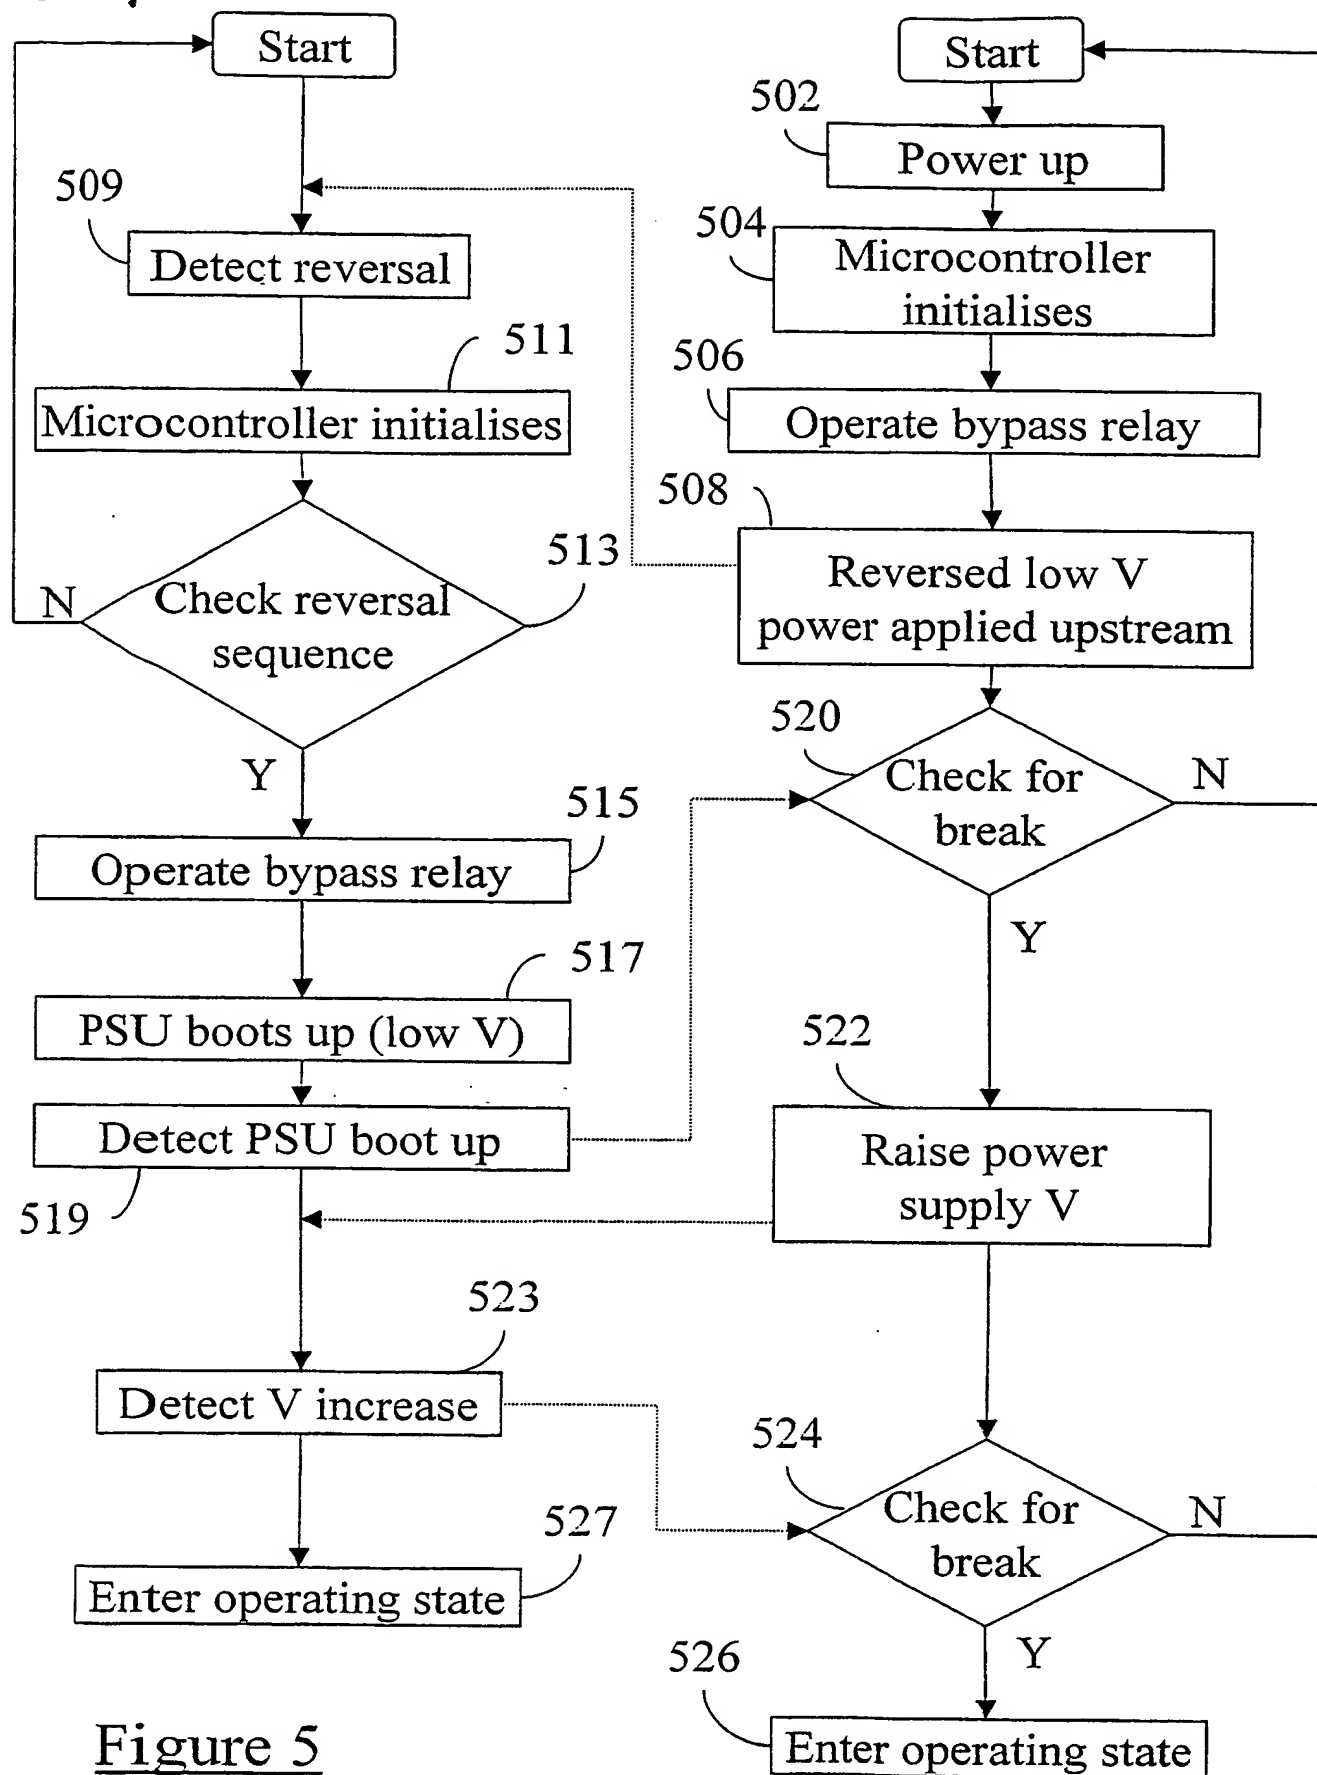 Start
509
Detect reversal
511
Microcontroller initialises
513
Check reversal
sequence
N
Y
515
Operate bypass relay
517
PSU boots up (low V)
Detect PSU boot up
519
523
Detect V increase
527
Enter operating state
Start
502
Power up
504
Microcontroller
initialises
506
Operate bypass relay
508
Reversed low V
power applied upstream
520
Check for
break
N
Y
522
Raise power
supply V
524
Check for
break
N
Y
526
Enter operating state
Figure 5